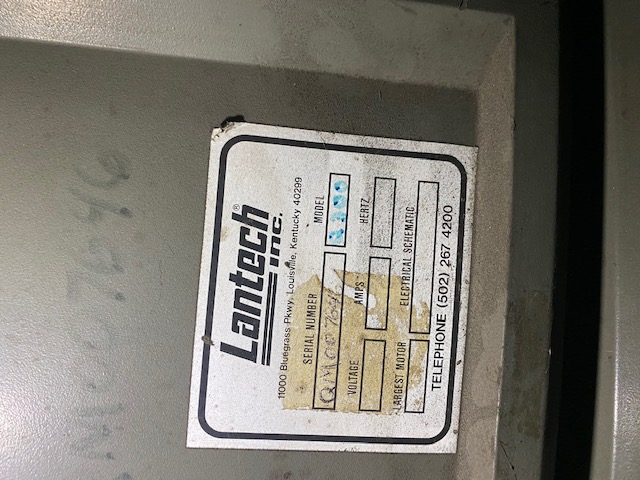 Lantech®
inc.
11000 Bluegrass Pkwy. Louisville, Kentucky 40299
SERIAL NUMBER MODEL
VOLTAGE AMPS HERTZ
LARGEST MOTOR ELECTRICAL SCHEMATIC
TELEPHONE (502) 267 4200